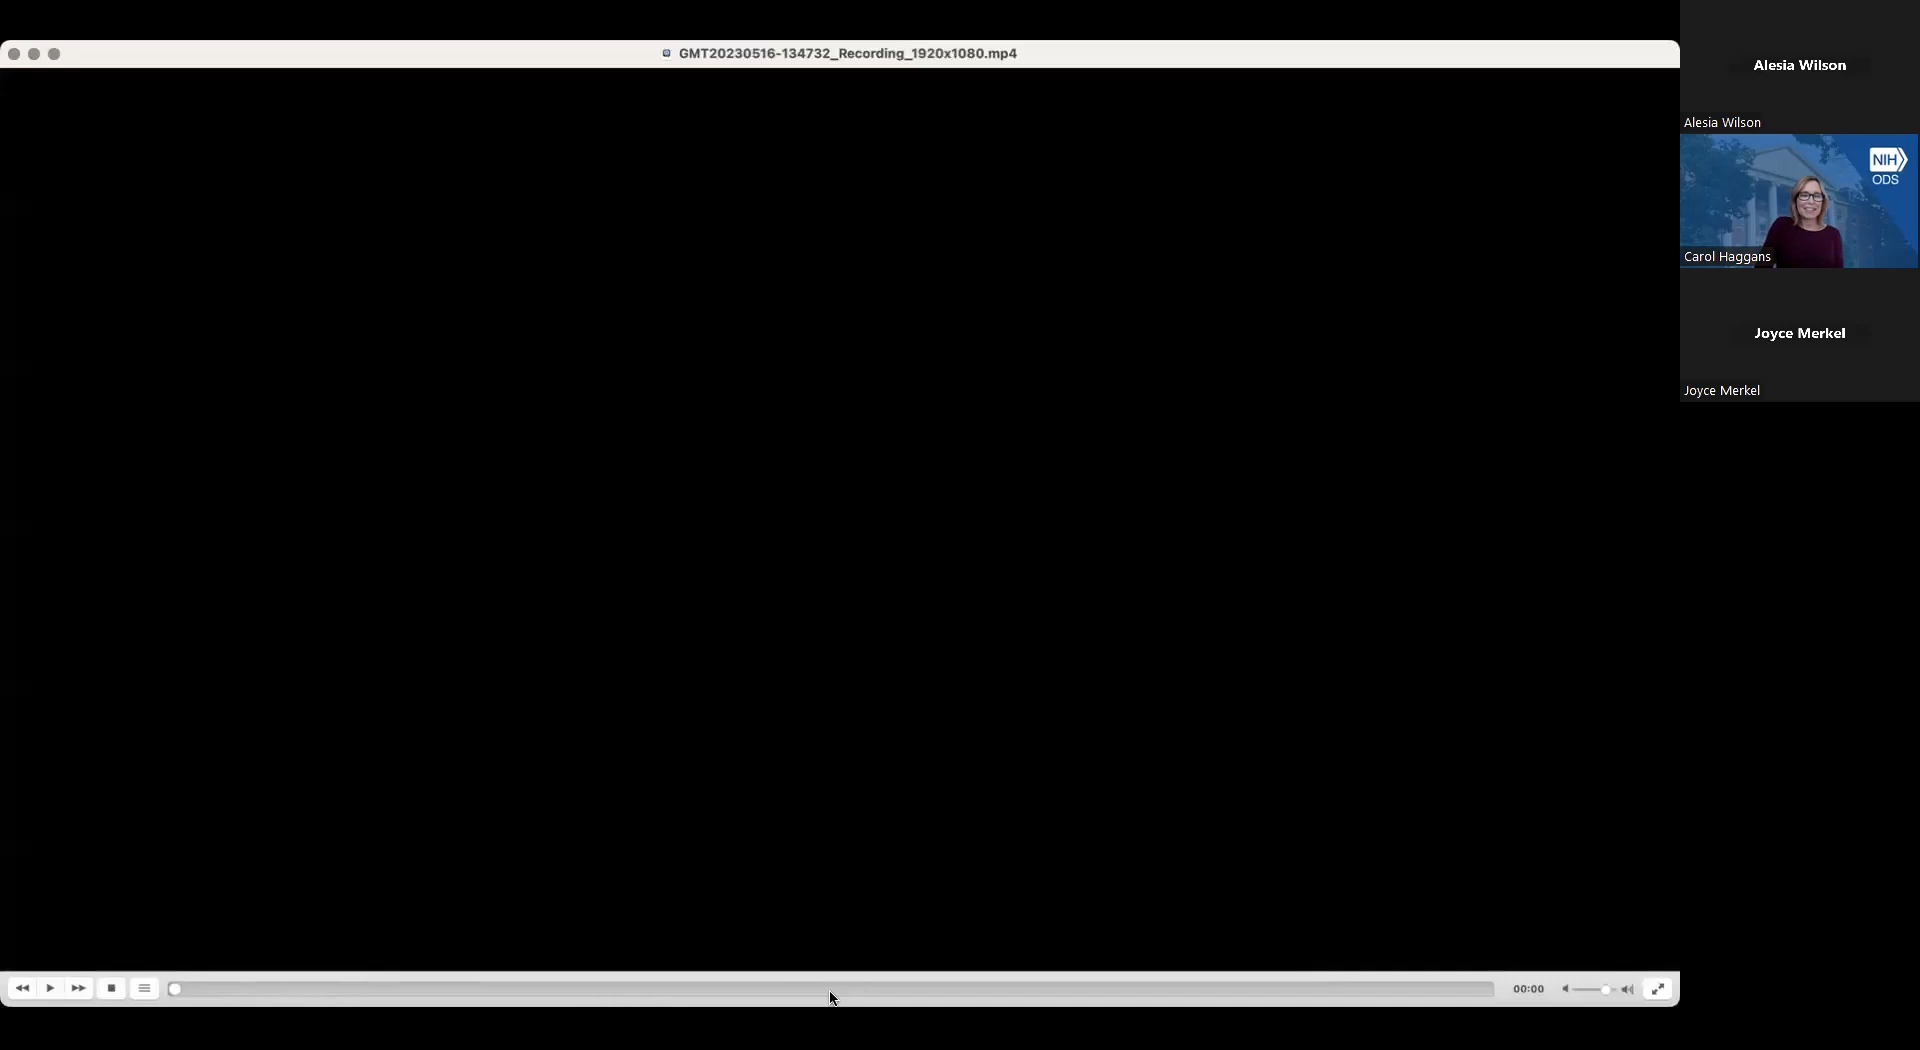 GMT20230516-134732_Recording_1920x1080.mp4
Alesia Wilson
Alesia Wilson
NIH
ODS
Carol Haggans
Joyce Merkel
Joyce Merkel
00:00